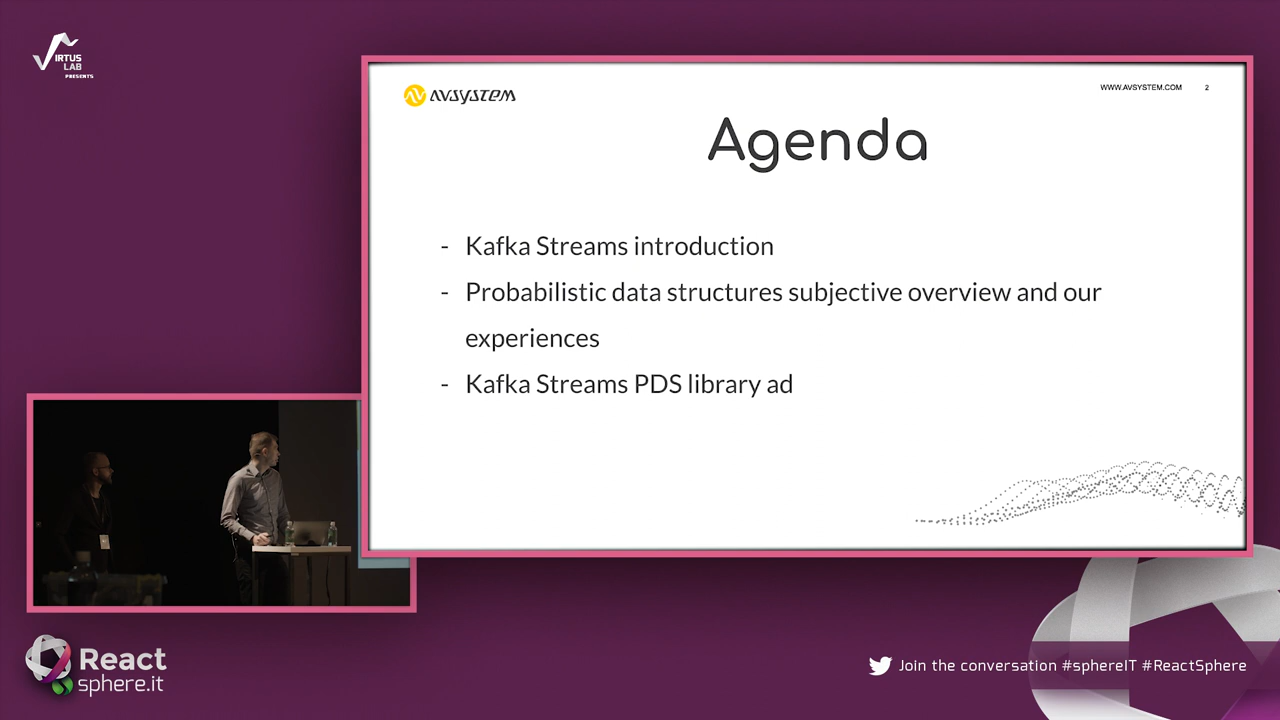 VIRTUS
LAB
PRESENTS
AVSYSTEM
WWW.AVSYSTEM.COM 2
Agenda
- Kafka Streams introduction
- Probabilistic data structures subjective overview and our
experiences
- Kafka Streams PDS library ad
React
sphere.it
Join the conversation #sphereIT #ReactSphere